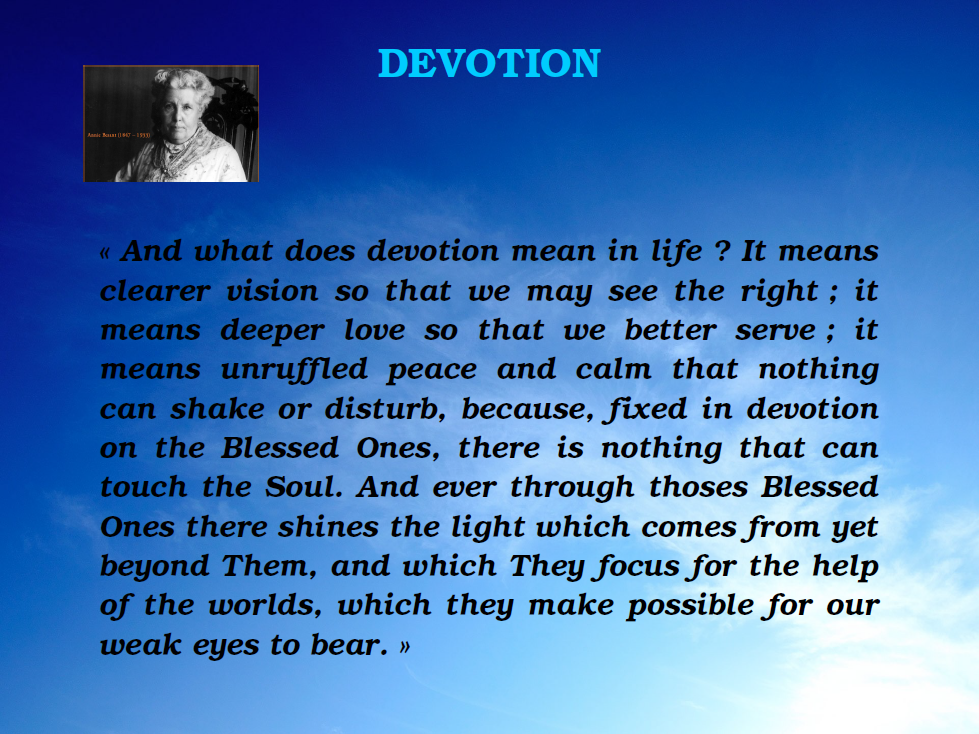 DEVOTION
Annie Besant (1847 – 1933)
« And what does devotion mean in life ? It means
clearer vision so that we may see the right ; it
means deeper love so that we better serve ; it
means unruffled peace and calm that nothing
can shake or disturb, because, fixed in devotion
on the Blessed Ones, there is nothing that can
touch the Soul. And ever through thoses Blessed
Ones there shines the light which comes from yet
beyond Them, and which They focus for the help
of the worlds, which they make possible for our
weak eyes to bear. »